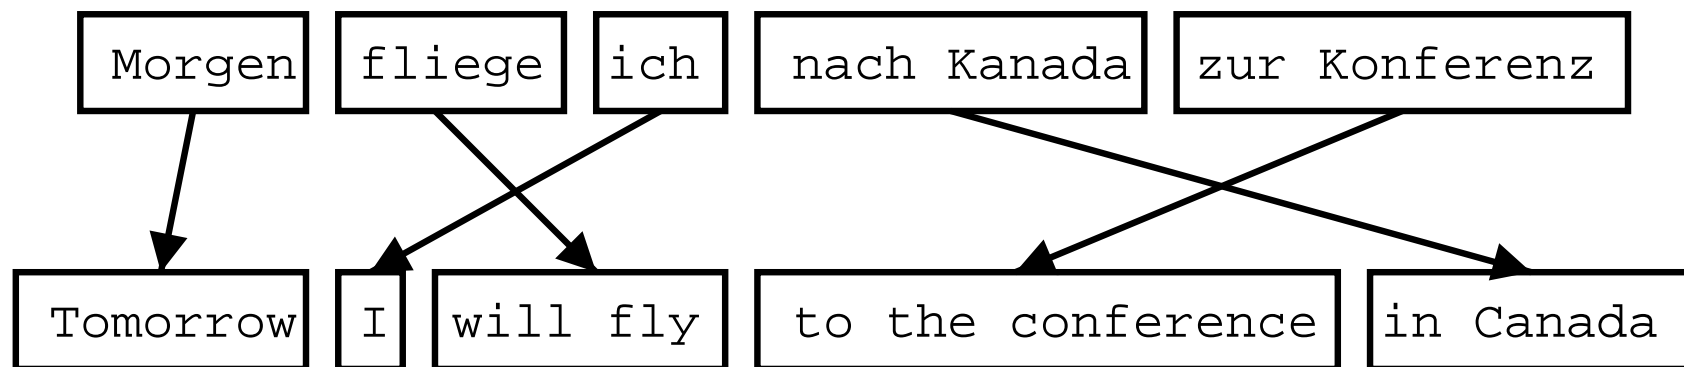 Morgen fliege ich nach Kanada zur Konferenz
Tomorrow I will fly to the conference in Canada